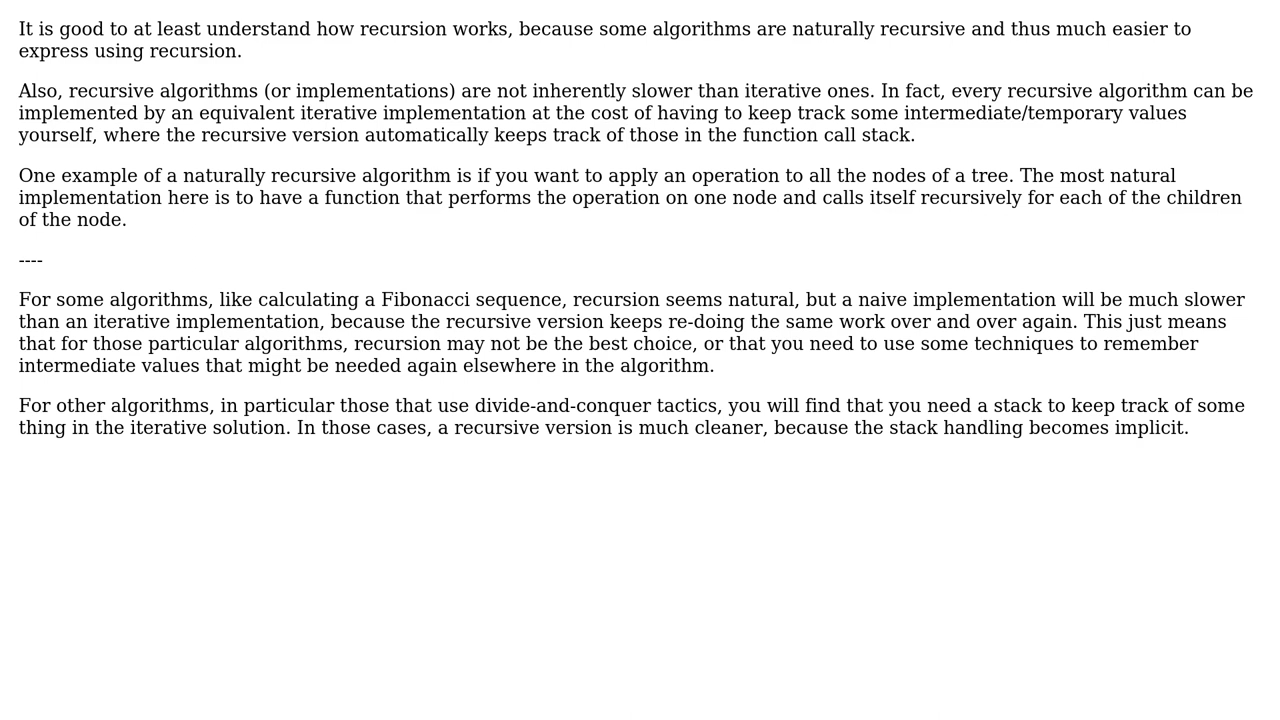 It is good to at least understand how recursion works, because some algorithms are naturally recursive and thus much easier to
express using recursion.
Also, recursive algorithms (or implementations) are not inherently slower than iterative ones. In fact, every recursive algorithm can be
implemented by an equivalent iterative implementation at the cost of having to keep track some intermediate/temporary values
yourself, where the recursive version automatically keeps track of those in the function call stack.
One example of a naturally recursive algorithm is if you want to apply an operation to all the nodes of a tree. The most natural
implementation here is to have a function that performs the operation on one node and calls itself recursively for each of the children
of the node.
----
For some algorithms, like calculating a Fibonacci sequence, recursion seems natural, but a naive implementation will be much slower
than an iterative implementation, because the recursive version keeps re-doing the same work over and over again. This just means
that for those particular algorithms, recursion may not be the best choice, or that you need to use some techniques to remember
intermediate values that might be needed again elsewhere in the algorithm.
For other algorithms, in particular those that use divide-and-conquer tactics, you will find that you need a stack to keep track of some
thing in the iterative solution. In those cases, a recursive version is much cleaner, because the stack handling becomes implicit.